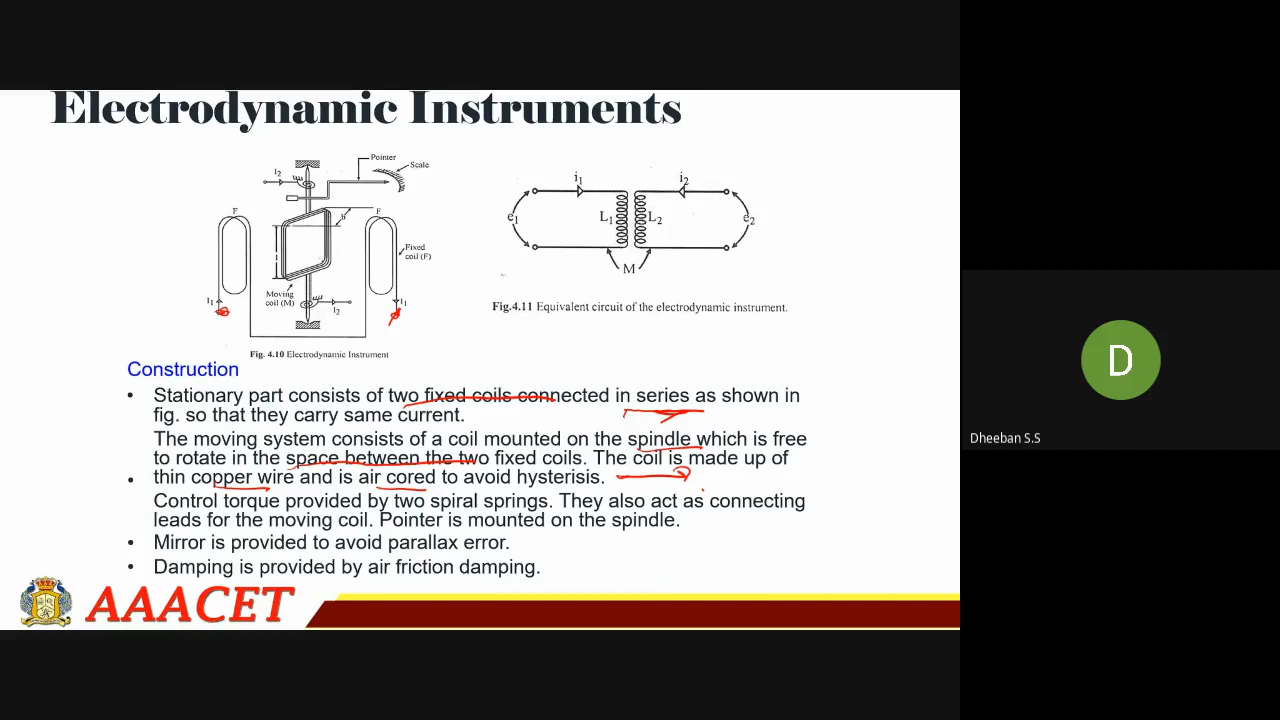 Electrodynamic Instruments
Pointer
Scale
I2
F
b
F
l
Fixed
coil (F)
Moving
coil (M)
I1
I2
I1
Fig. 4.10 Electrodynamic Instrument
i1
i2
e1
L1
L2
e2
M
Fig.4.11 Equivalent circuit of the electrodynamic instrument.
Construction
• Stationary part consists of two fixed coils connected in series as shown in
fig. so that they carry same current.
The moving system consists of a coil mounted on the spindle which is free
to rotate in the space between the two fixed coils. The coil is made up of
• thin copper wire and is air cored to avoid hysterisis.
Control torque provided by two spiral springs. They also act as connecting
leads for the moving coil. Pointer is mounted on the spindle.
• Mirror is provided to avoid parallax error.
• Damping is provided by air friction damping.
AAACET
D
Dheeban S.S